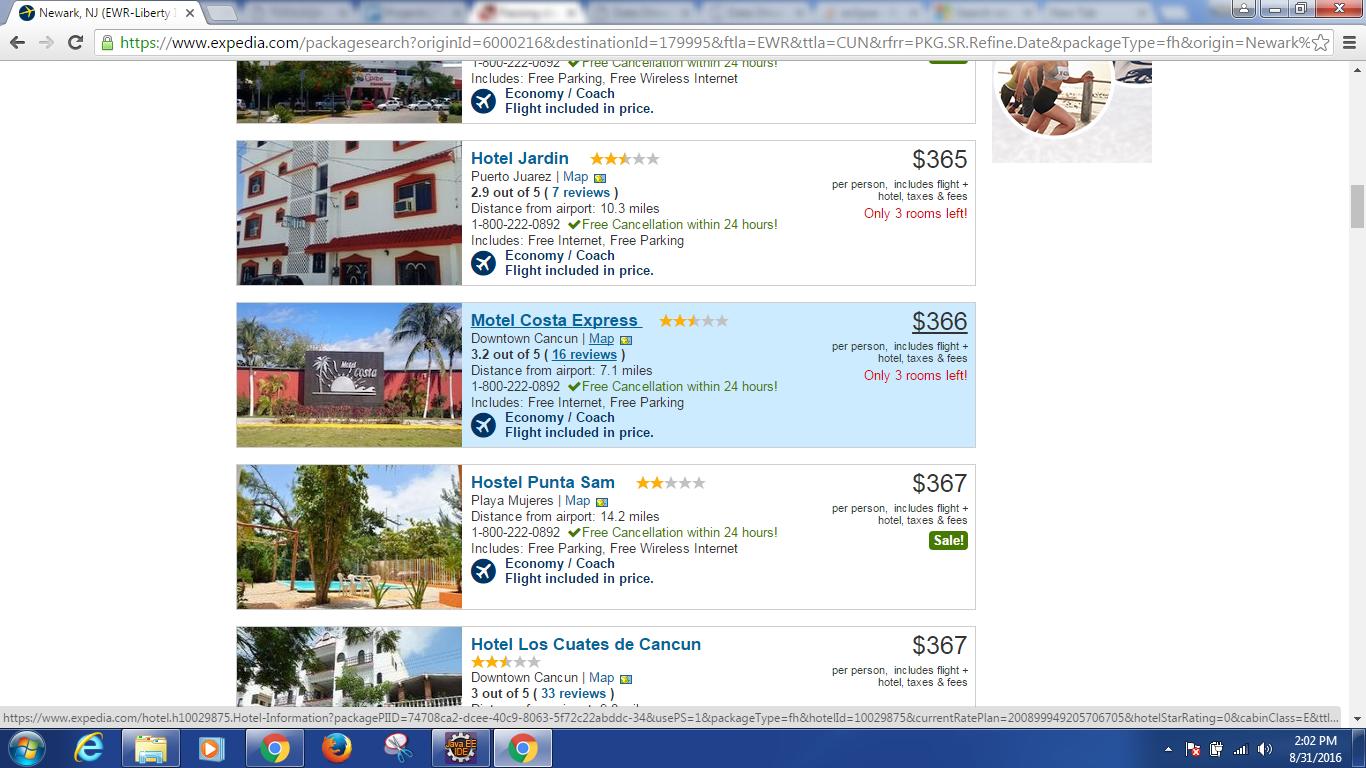 Newark, NJ (EWR-Liberty
https://www.expedia.com/packagesearch?originId=6000216&destinationId=179995&ftla=EWR&ttla=CUN&rfrr=PKG.SR.Refine.Date&packageType=fh&origin=Newark%
1-800-222-0892 Free Cancellation within 24 hours!
Includes: Free Parking, Free Wireless Internet
Economy / Coach
Flight included in price.
Hotel Jardin
$365
Puerto Juarez | Map
per person, includes flight +
hotel, taxes & fees
2.9 out of 5 ( 7 reviews )
Distance from airport: 10.3 miles
Only 3 rooms left!
1-800-222-0892 Free Cancellation within 24 hours!
Includes: Free Internet, Free Parking
Economy / Coach
Flight included in price.
Motel Costa Express
$366
Downtown Cancun | Map
per person, includes flight +
hotel, taxes & fees
3.2 out of 5 ( 16 reviews )
Distance from airport: 7.1 miles
Only 3 rooms left!
1-800-222-0892 Free Cancellation within 24 hours!
Includes: Free Internet, Free Parking
Economy / Coach
Flight included in price.
Motel
costa
Hostel Punta Sam
$367
Playa Mujeres | Map
per person, includes flight +
hotel, taxes & fees
Distance from airport: 14.2 miles
1-800-222-0892 Free Cancellation within 24 hours!
Sale!
Includes: Free Parking, Free Wireless Internet
Economy / Coach
Flight included in price.
Hotel Los Cuates de Cancun
$367
per person, includes flight +
hotel, taxes & fees
Downtown Cancun | Map
3 out of 5 ( 33 reviews )
https://www.expedia.com/hotel.h10029875.Hotel-Information?packagePIID=74708ca2-dcee-40c9-8063-5f72c22abddc-34&usePS=1&packageType=fh&hotelId=10029875&currentRatePlan=200899949205706705&hotelStarRating=0&cabinClass=E&ttl...
Java EE
IDE
2:02 PM
8/31/2016